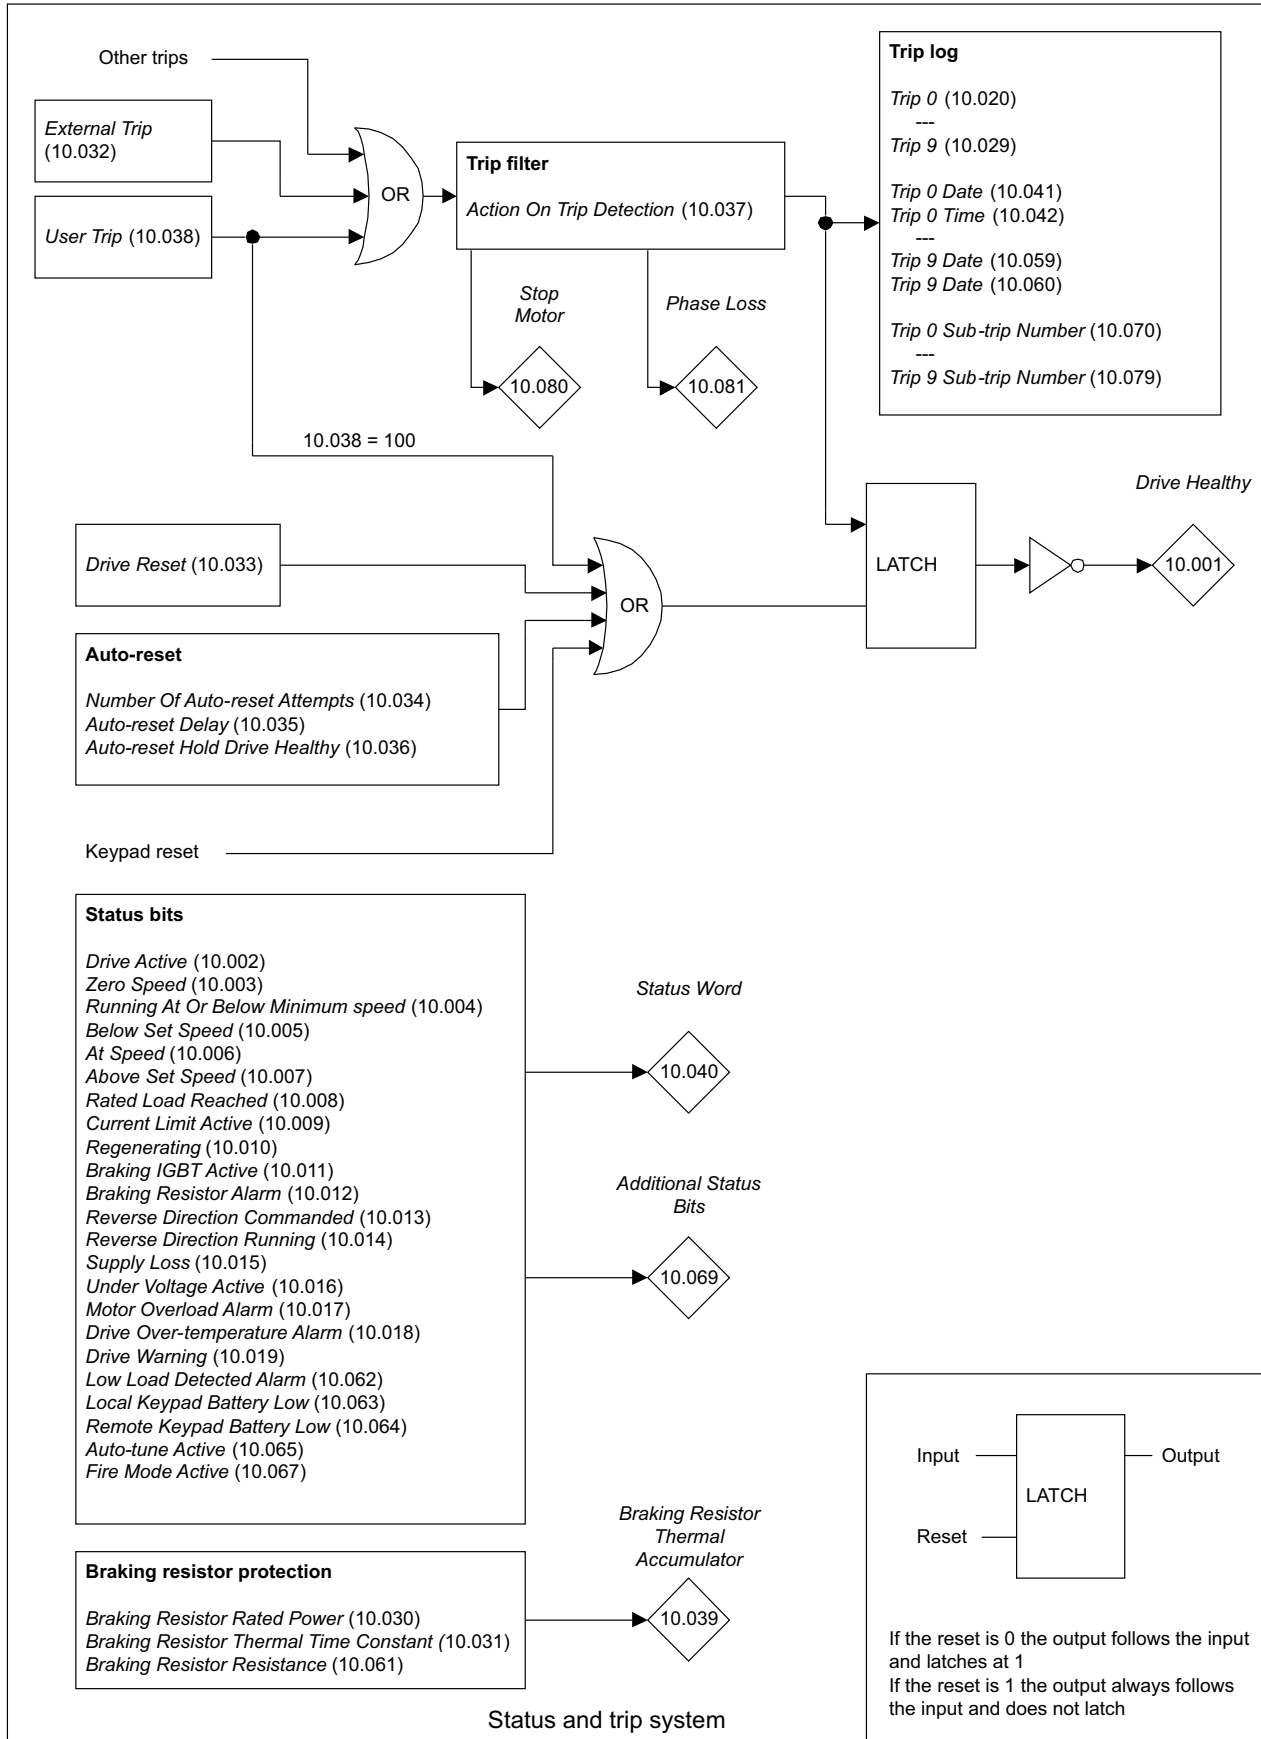 Other trips
External Trip
(10.032)
User Trip (10.038)
OR
Trip filter
Action On Trip Detection (10.037)
Stop
Motor
10.080
Phase Loss
10.081
Trip log
Trip 0 (10.020)
---
Trip 9 (10.029)
Trip 0 Date (10.041)
Trip 0 Time (10.042)
---
Trip 9 Date (10.059)
Trip 9 Date (10.060)
Trip 0 Sub-trip Number (10.070)
---
Trip 9 Sub-trip Number (10.079)
10.038 = 100
Drive Reset (10.033)
Auto-reset
Number Of Auto-reset Attempts (10.034)
Auto-reset Delay (10.035)
Auto-reset Hold Drive Healthy (10.036)
Keypad reset
OR
LATCH
Drive Healthy
10.001
Status bits
Drive Active (10.002)
Zero Speed (10.003)
Running At Or Below Minimum speed (10.004)
Below Set Speed (10.005)
At Speed (10.006)
Above Set Speed (10.007)
Rated Load Reached (10.008)
Current Limit Active (10.009)
Regenerating (10.010)
Braking IGBT Active (10.011)
Braking Resistor Alarm (10.012)
Reverse Direction Commanded (10.013)
Reverse Direction Running (10.014)
Supply Loss (10.015)
Under Voltage Active (10.016)
Motor Overload Alarm (10.017)
Drive Over-temperature Alarm (10.018)
Drive Warning (10.019)
Low Load Detected Alarm (10.062)
Local Keypad Battery Low (10.063)
Remote Keypad Battery Low (10.064)
Auto-tune Active (10.065)
Fire Mode Active (10.067)
Status Word
10.040
Additional Status
Bits
10.069
Braking resistor protection
Braking Resistor Rated Power (10.030)
Braking Resistor Thermal Time Constant (10.031)
Braking Resistor Resistance (10.061)
Braking Resistor
Thermal
Accumulator
10.039
Input
Reset
LATCH
Output
If the reset is 0 the output follows the input
and latches at 1
If the reset is 1 the output always follows
the input and does not latch
Status and trip system